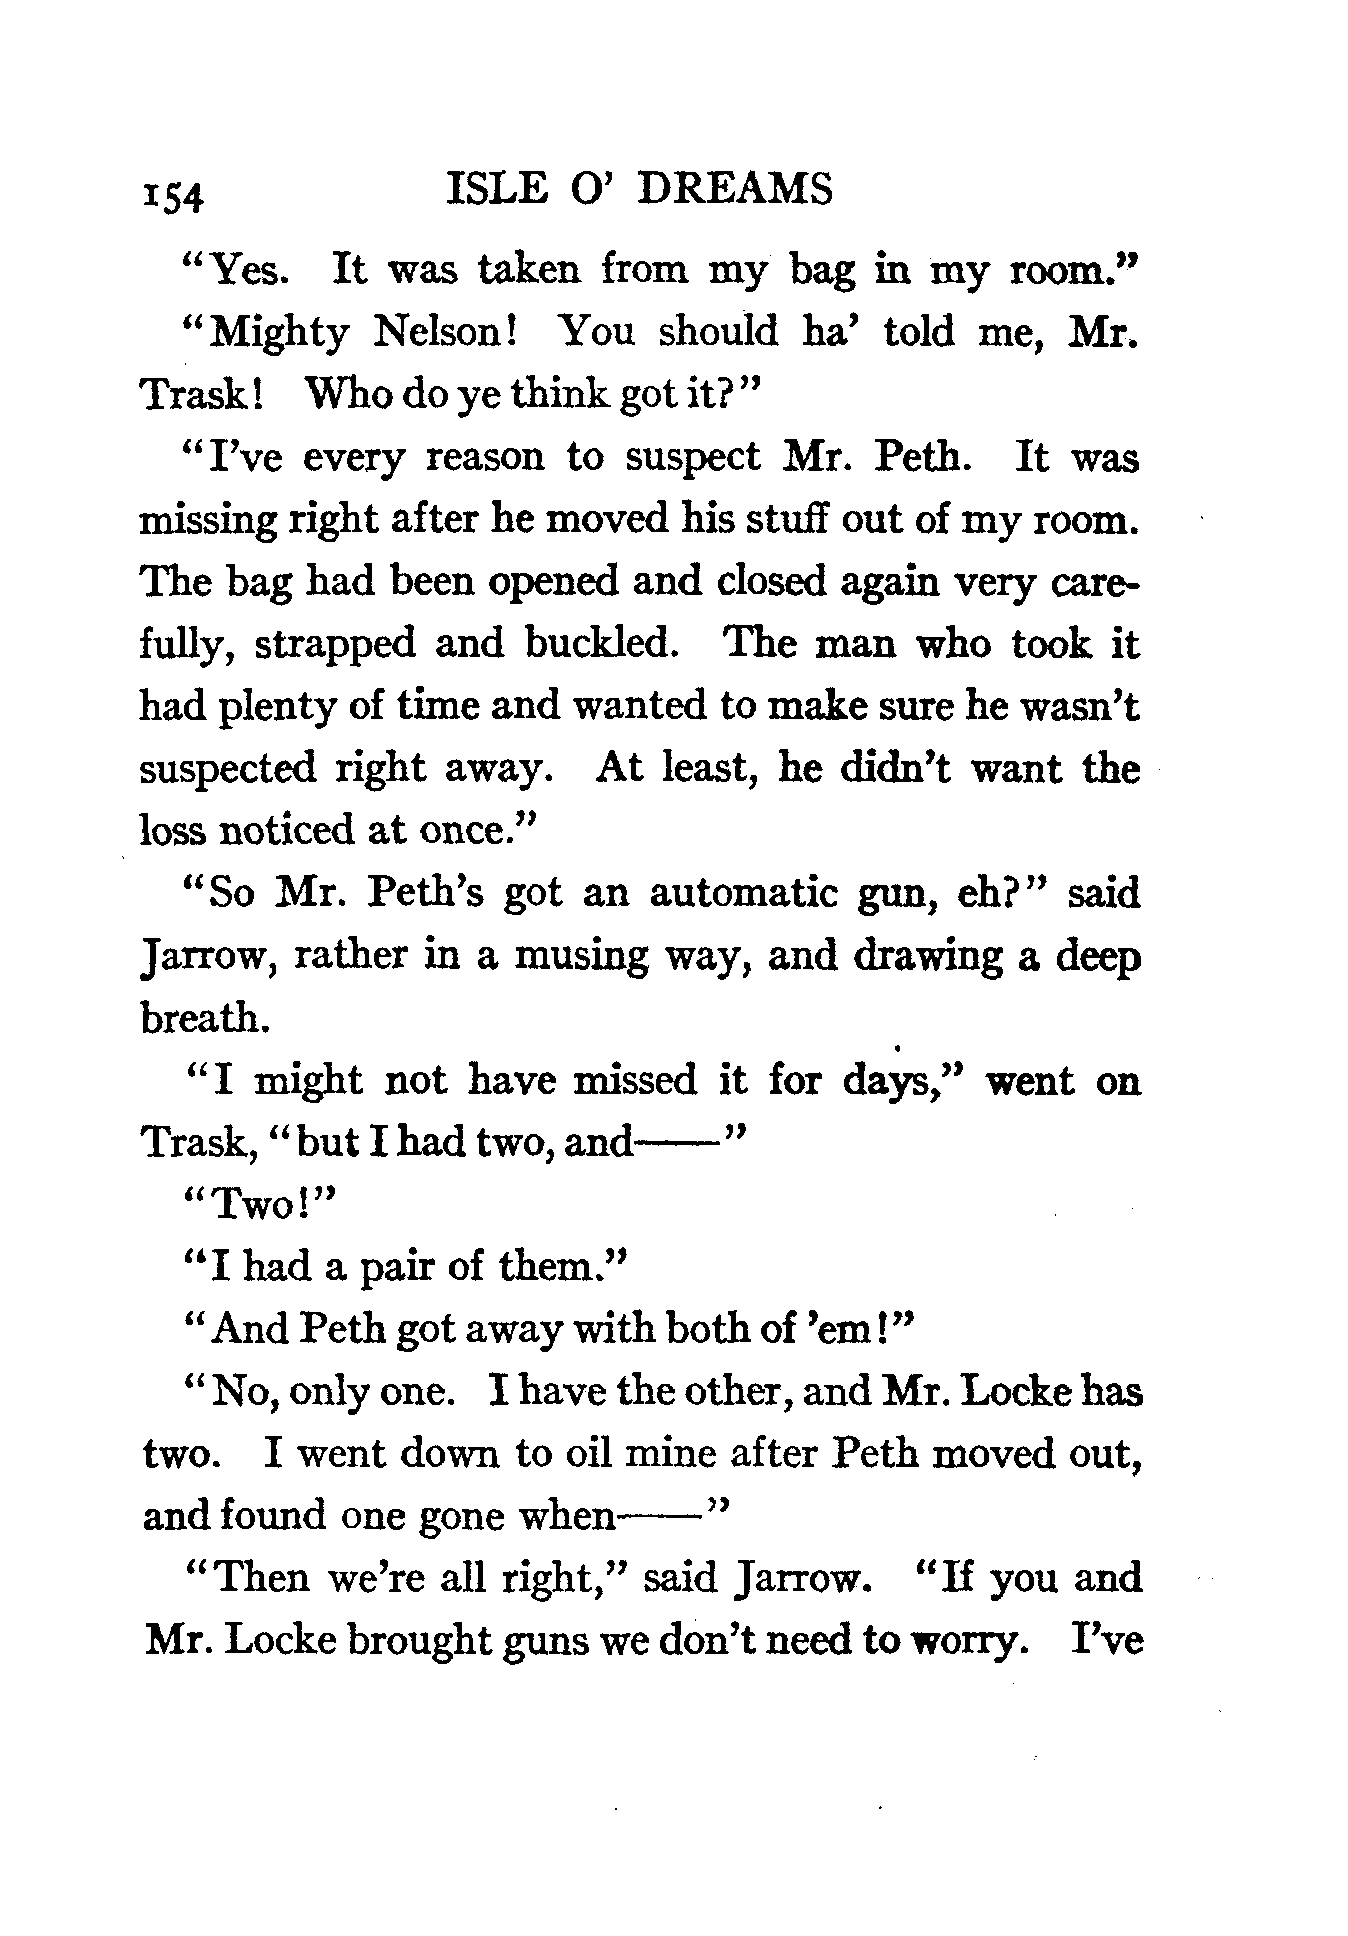 154 ISLE O' DREAMS
"Yes. It was taken from my bag in my room."
"Mighty Nelson! You should ha' told me, Mr.
Trask! Who do ye think got it?"
"I've every reason to suspect Mr. Peth. It was
missing right after he moved his stuff out of my room.
The bag had been opened and closed again very care-
fully, strapped and buckled. The man who took it
had plenty of time and wanted to make sure he wasn't
suspected right away. At least, he didn't want the
loss noticed at once."
"So Mr. Peth's got an automatic gun, eh?" said
Jarrow, rather in a musing way, and drawing a deep
breath.
"I might not have missed it for days," went on
Trask, "but I had two, and——"
"Two!"
"I had a pair of them."
"And Peth got away with both of 'em!"
"No, only one. I have the other, and Mr. Locke has
two. I went down to oil mine after Peth moved out,
and found one gone when——"
"Then we're all right," said Jarrow. "If you and
Mr. Locke brought guns we don't need to worry. I've